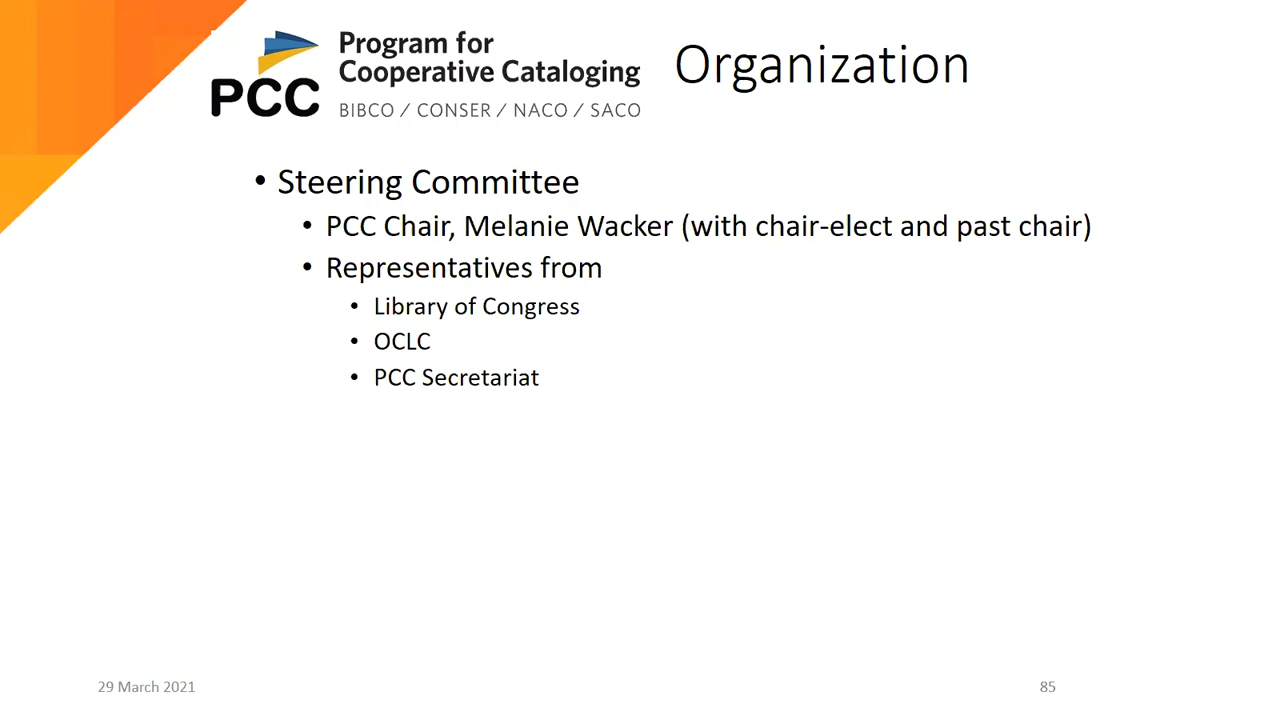 PCC
Program for
Cooperative Cataloging
BIBCO / CONSER / NACO / SACO
Organization
• Steering Committee
• PCC Chair, Melanie Wacker (with chair-elect and past chair)
• Representatives from
• Library of Congress
• OCLC
• PCC Secretariat
29 March 2021
85